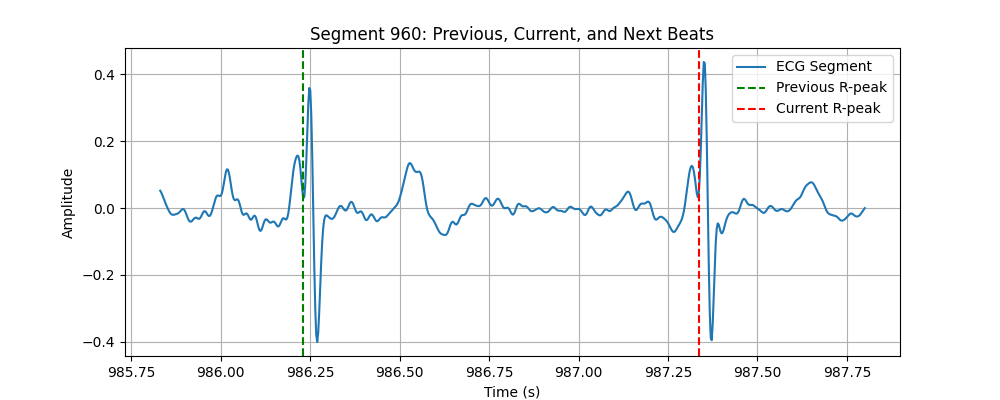 Segment 960: Previous, Current, and Next Beats
ECG Segment
Previous R-peak
Current R-peak
Amplitude
0.4
0.2
0.0
−0.2
−0.4
985.75 986.00 986.25 986.50 986.75 987.00 987.25 987.50 987.75
Time (s)